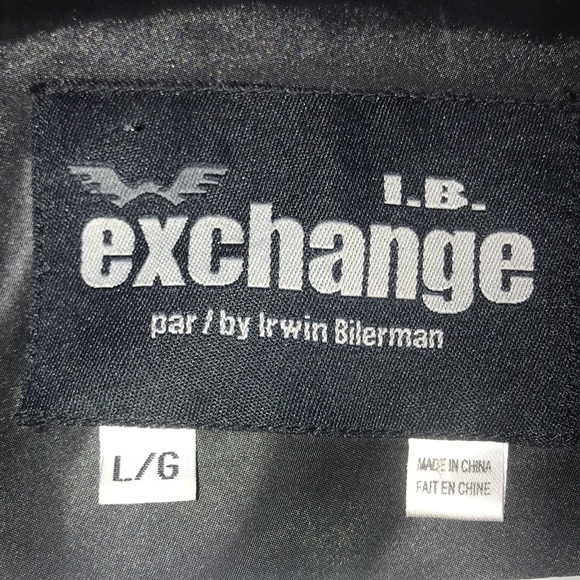 I.B.
exchange
par / by Irwin Bilerman
L/G
MADE IN CHINA
FAIT EN CHINE